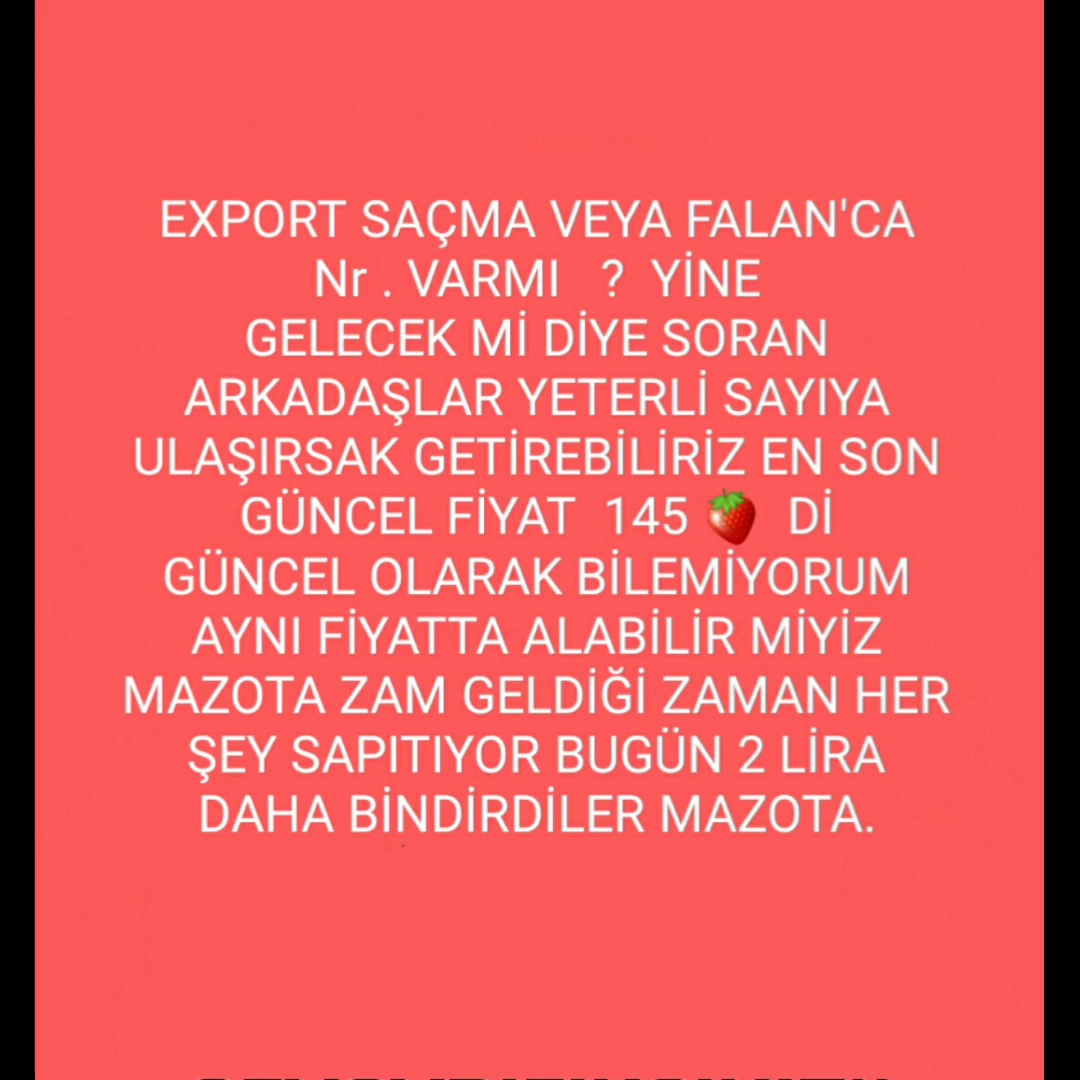 EXPORT SAÇMA VEYA FALAN'CA
Nr . VARMI ? YİNE
GELECEK Mİ DİYE SORAN
ARKADAŞLAR YETERLİ SAYIYA
ULAŞIRSAK GETİREBİLİRİZ EN SON
GÜNCEL FİYAT 145 🍓 Dİ
GÜNCEL OLARAK BİLEMİYORUM
AYNI FİYATTA ALABİLİR MİYİZ
MAZOTA ZAM GELDİĞİ ZAMAN HER
ŞEY SAPITIYOR BUGÜN 2 LİRA
DAHA BİNDİRDİLER MAZOTA.